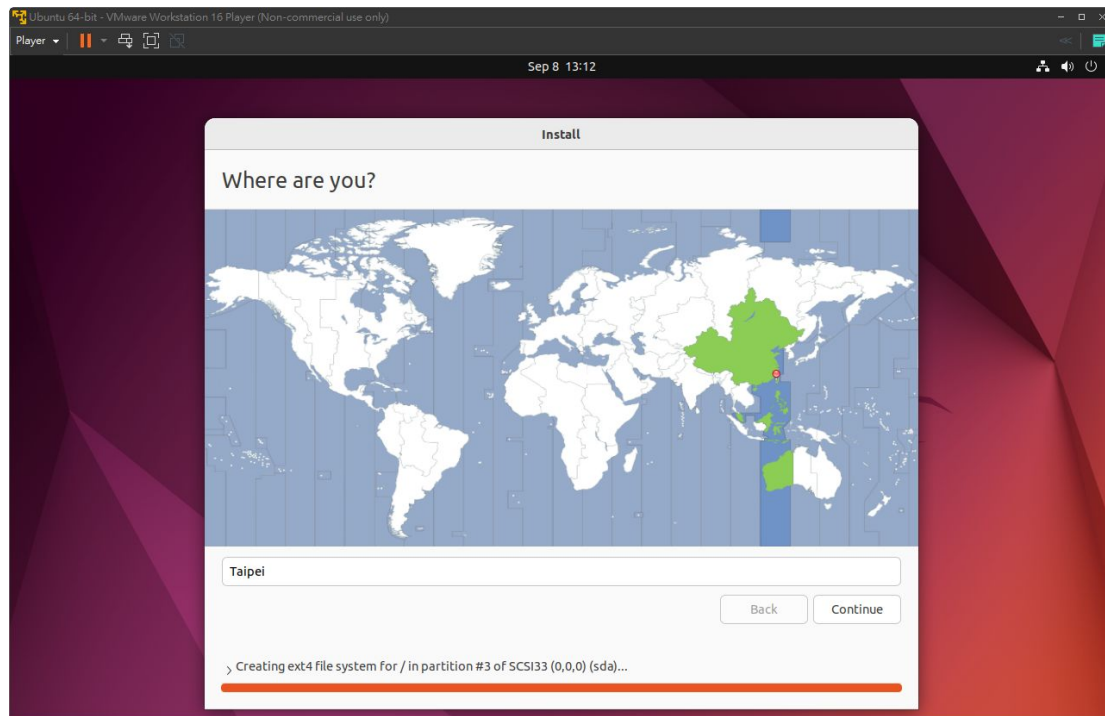 Ubuntu 64-bit - VMware Workstation 16 Player (Non-commercial use only)
Player
Sep 8 13:12
Install
Where are you?
Taipei
Back Continue
Creating ext4 file system for / in partition #3 of SCSI33 (0,0,0) (sda)...